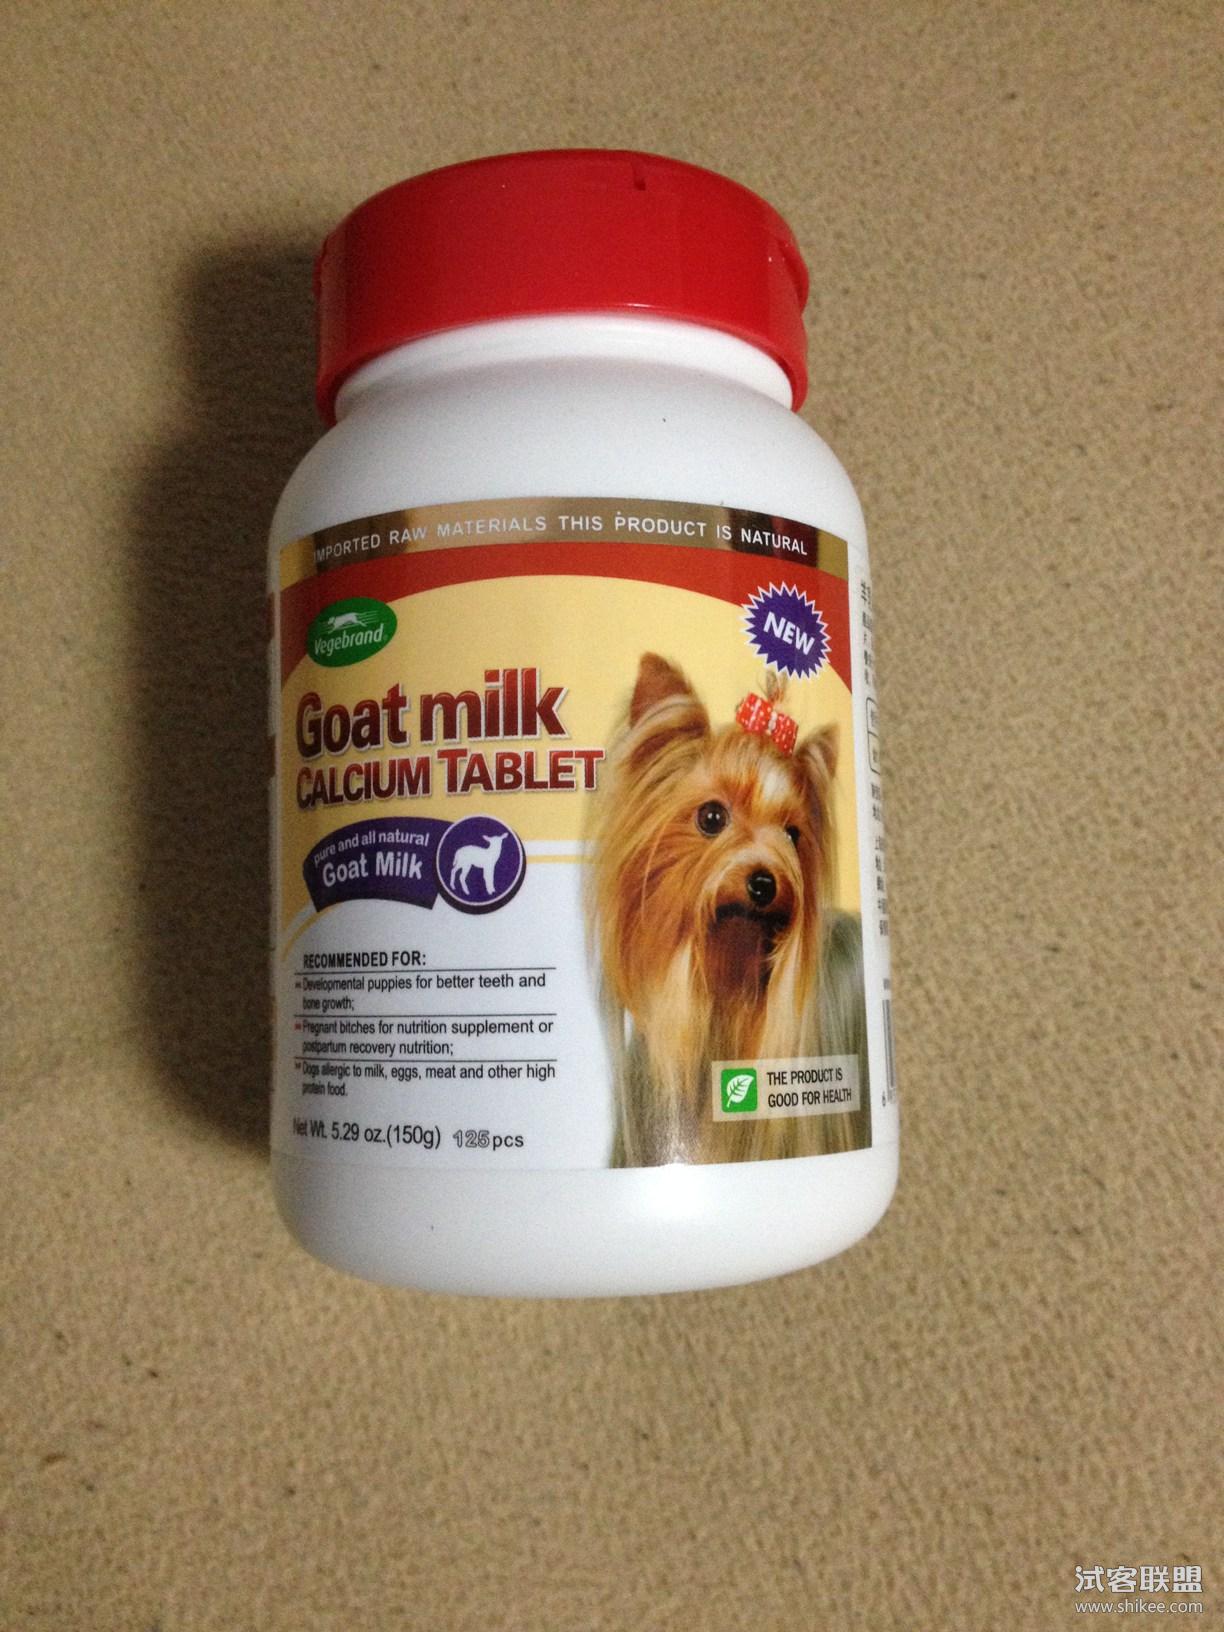 IMPORTED RAW MATERIALS THIS PRODUCT IS NATURAL
Vegebrand
NEW
Goat milk
CALCIUM TABLET
pure and all natural
Goat Milk
RECOMMENDED FOR:
Developmental puppies for better teeth and
bone growth;
Pregnant bitches for nutrition supplement or
postpartum recovery nutrition;
Dogs allergic to milk, eggs, meat and other high
protein food.
THE PRODUCT IS
GOOD FOR HEALTH
Net Wt. 5.29 oz.(150g) 125pcs
试客联盟
www.shikee.com